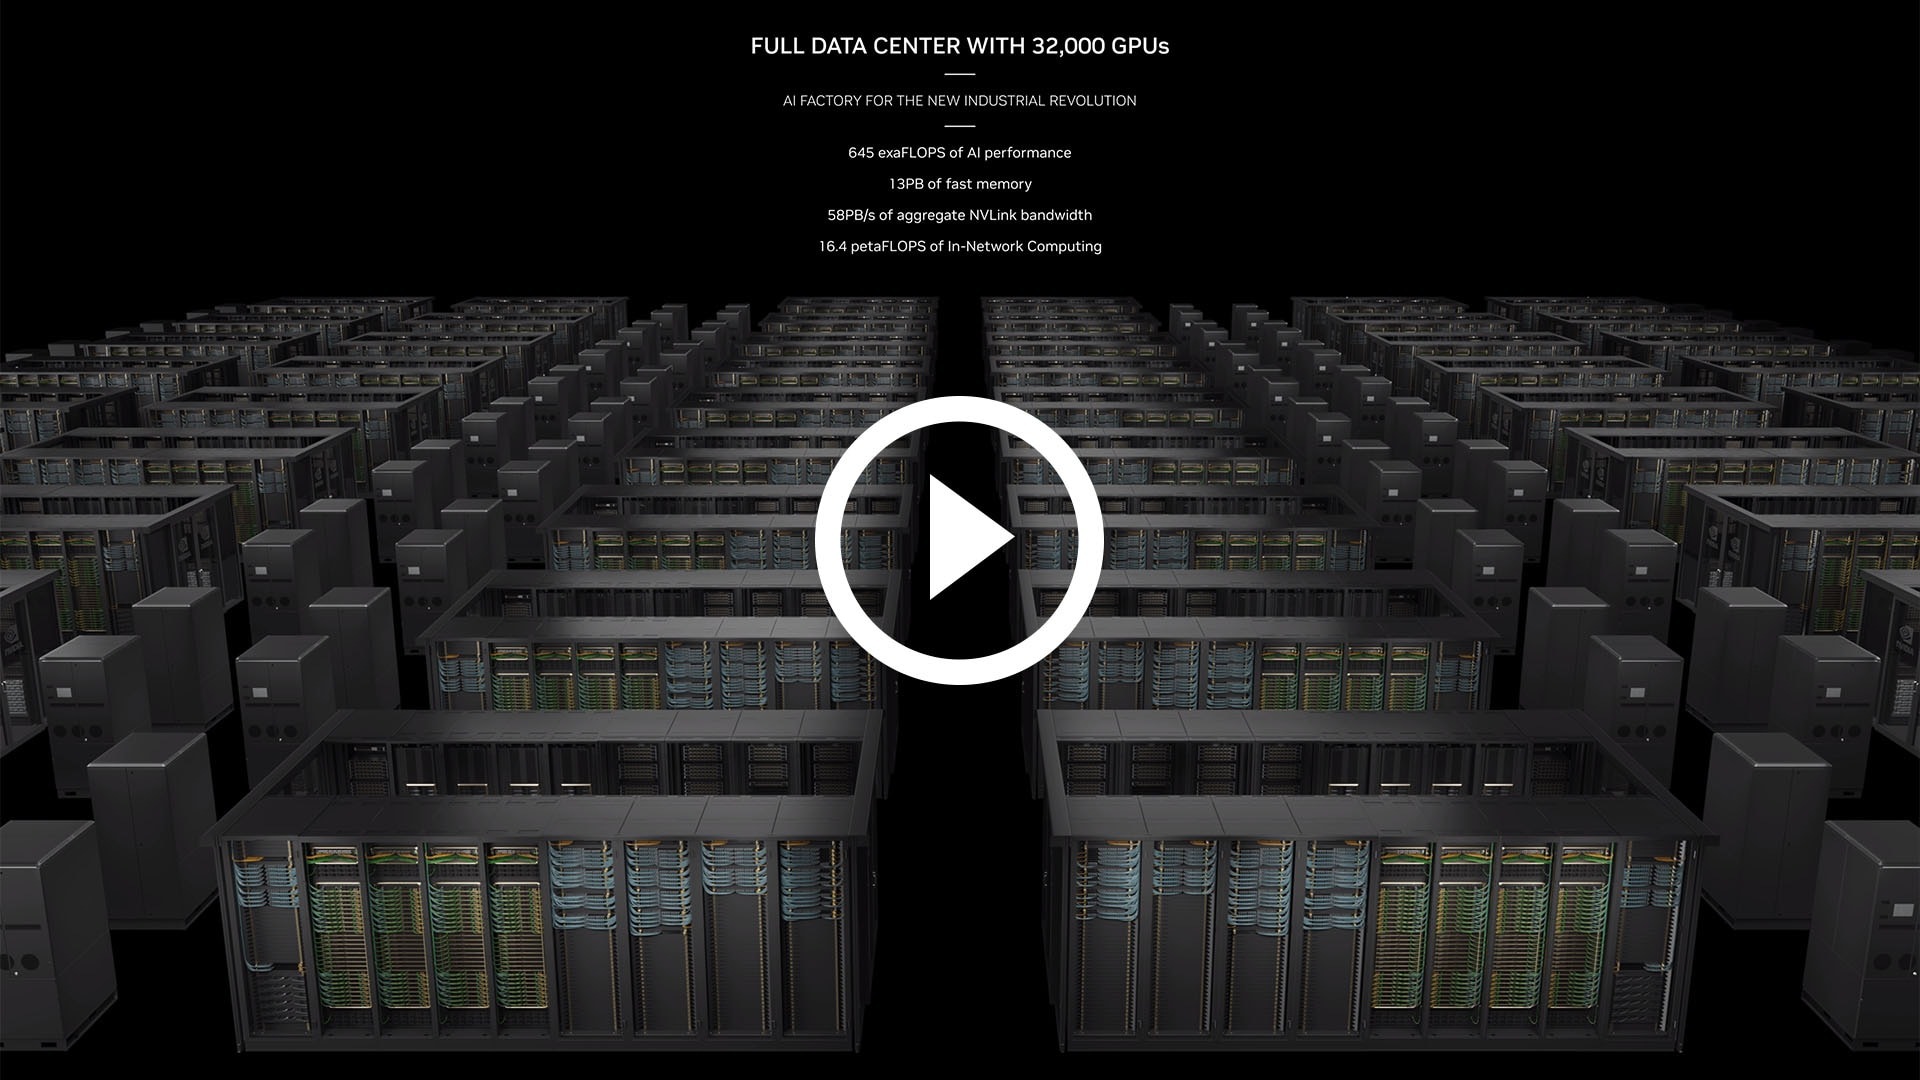 FULL DATA CENTER WITH 32,000 GPUs
AI FACTORY FOR THE NEW INDUSTRIAL REVOLUTION
645 exaFLOPS of AI performance
13PB of fast memory
58PB/s of aggregate NVLink bandwidth
16.4 petaFLOPS of In-Network Computing